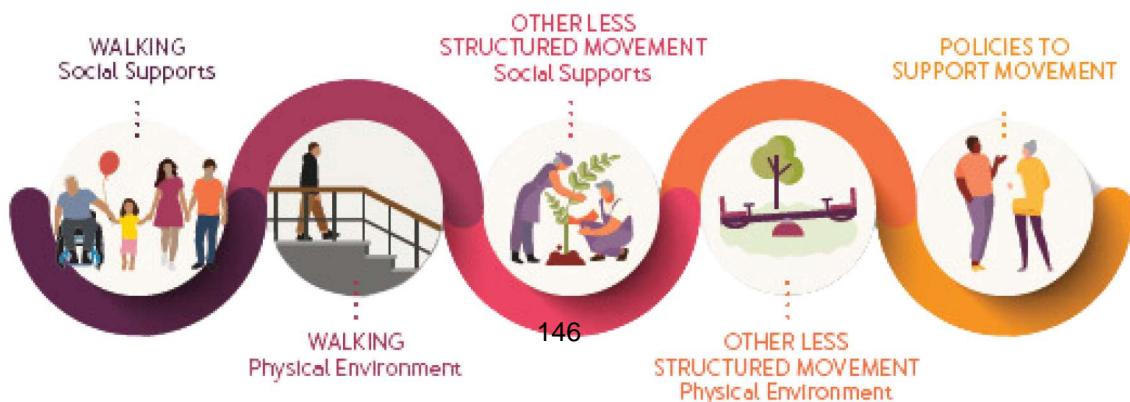 WALKING
Social Supports
OTHER LESS
STRUCTURED MOVEMENT
Social Supports
POLICIES TO
SUPPORT MOVEMENT
146
WALKING
Physical Environment
OTHER LESS
STRUCTURED MOVEMENT
Physical Environment